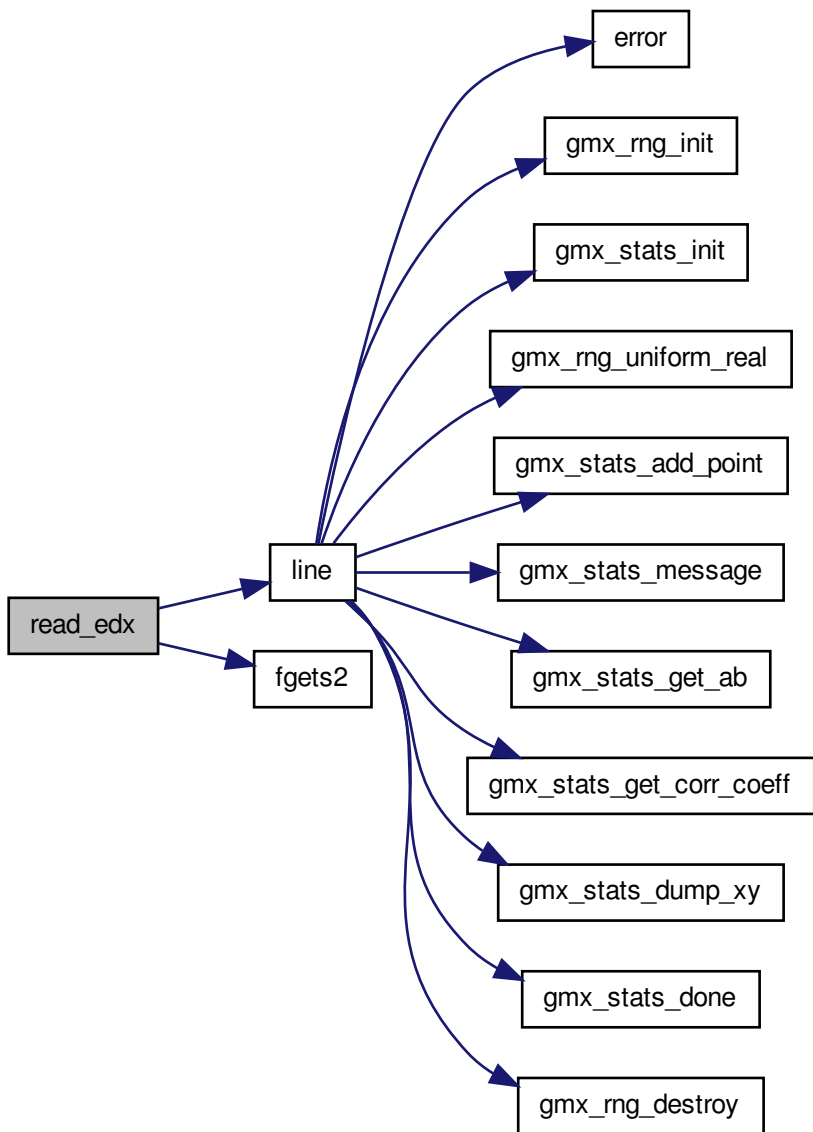 error
gmx_rng_init
gmx_stats_init
gmx_rng_uniform_real
gmx_stats_add_point
line
gmx_stats_message
read_edx
fgets2
gmx_stats_get_ab
gmx_stats_get_corr_coeff
gmx_stats_dump_xy
gmx_stats_done
gmx_rng_destroy